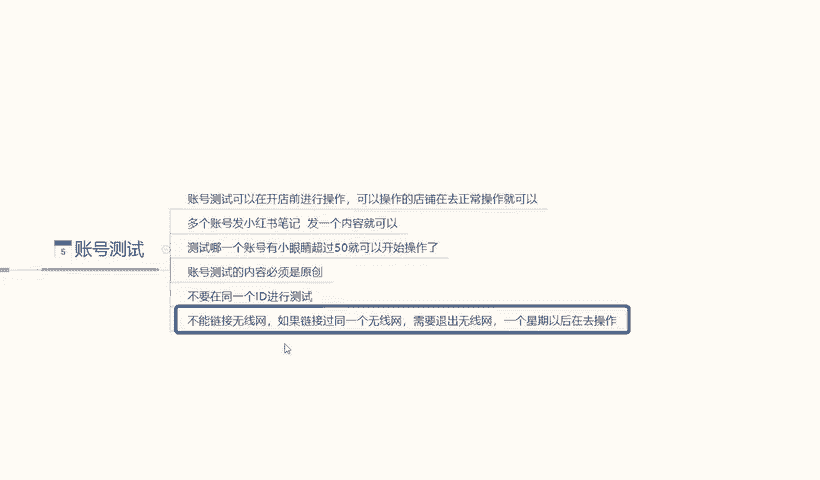 账号测试可以在开店前进行操作，可以操作的店铺在去正常操作就可以
多个账号发小红书笔记 发一个内容就可以
5 账号测试
测试哪一个账号有小眼睛超过50就可以开始操作了
账号测试的内容必须是原创
不要在同一个ID进行测试
不能链接无线网，如果链接过同一个无线网，需要退出无线网，一个星期以后在去操作